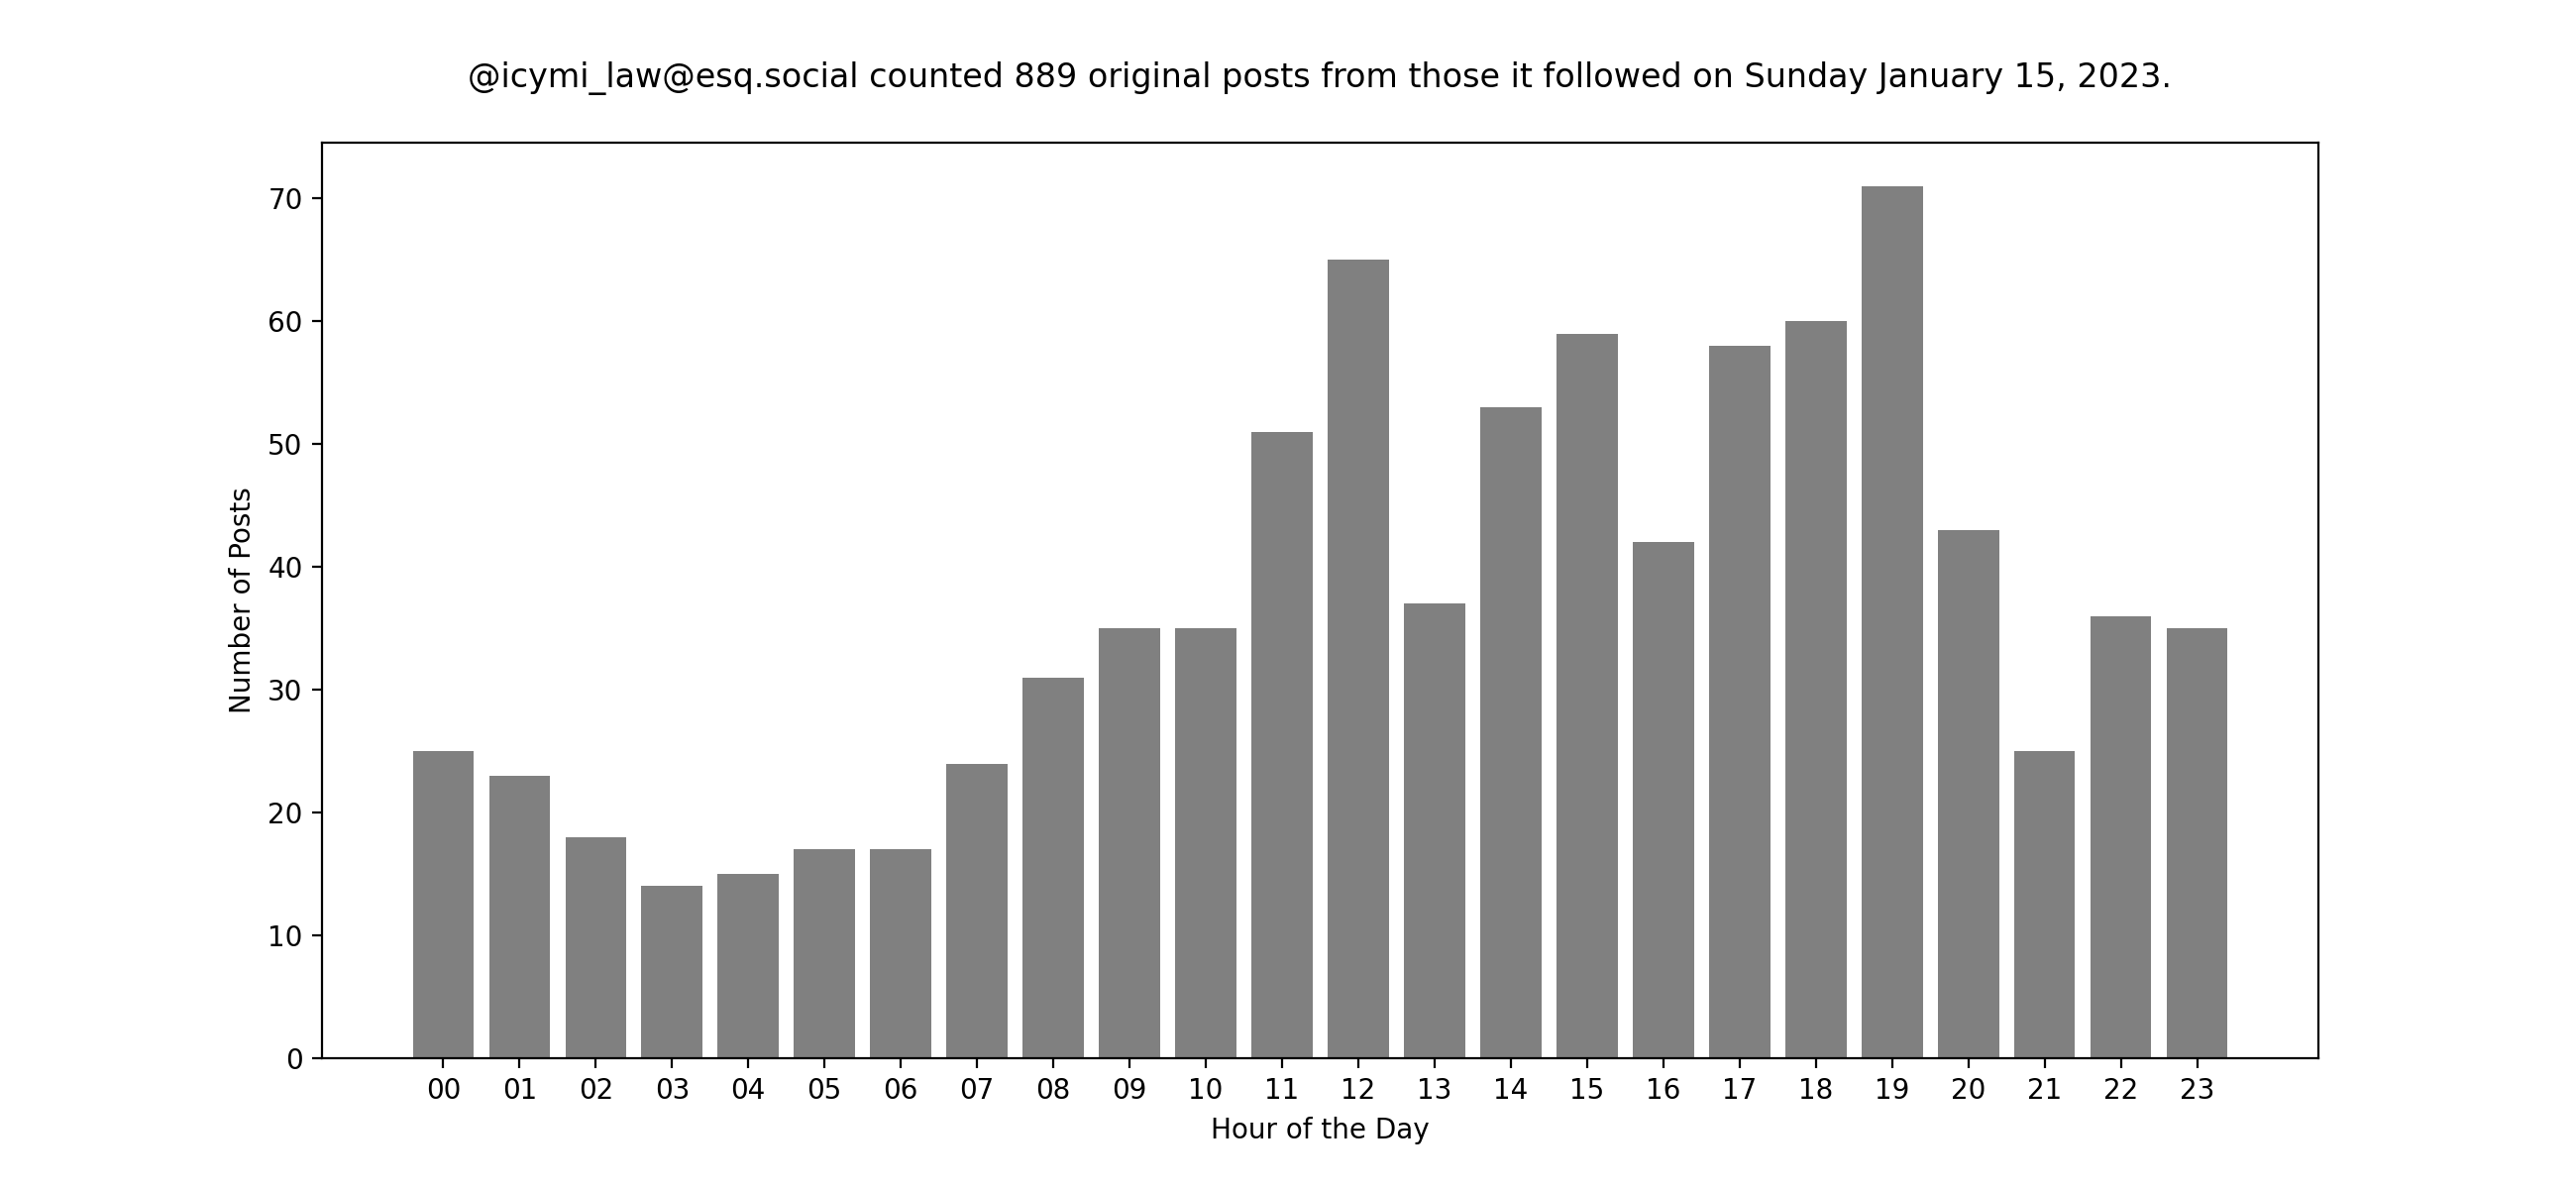 @icymi_law@esq.social counted 889 original posts from those it followed on Sunday January 15, 2023.
70
60
50
40
30
20
10
0
Number of Posts
00 01 02 03 04 05 06 07 08 09 10 11 12 13 14 15 16 17 18 19 20 21 22 23
Hour of the Day